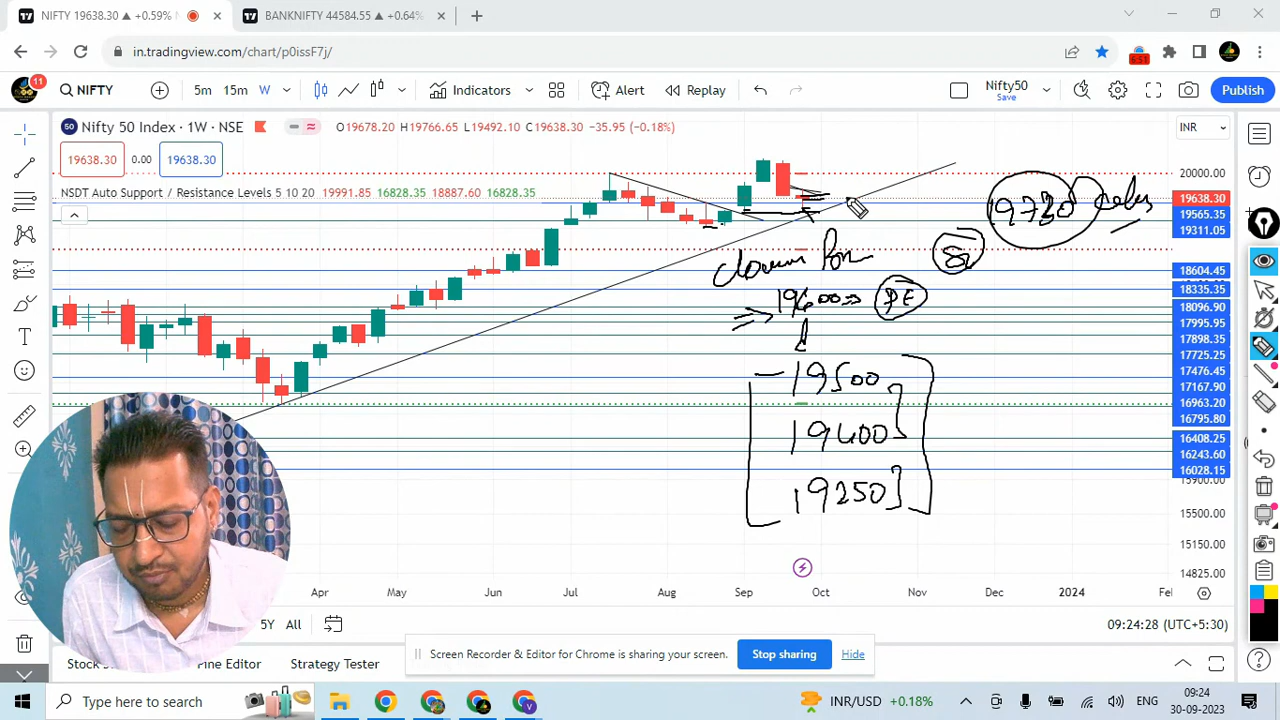 NIFTY 19638.30 ▲ +0.59%
BANKNIFTY 44584.55 ▲ +0.64%
in.tradingview.com/chart/p0issF7j/
6:51
11
NIFTY
5m 15m W
Indicators
Alert
Replay
Nifty50
Save
Publish
50 Nifty 50 Index · 1W · NSE
O19678.20 H19766.65 L19492.10 C19638.30 −35.95 (−0.18%)
INR
19638.30 0.00 19638.30
NSDT Auto Support / Resistance Levels 5 10 20 19991.85 16828.35 18887.60 16828.35
20000.00
19638.30
19565.35
19311.05
18604.45
18335.35
18096.90
17995.95
17898.35
17725.25
17476.45
17167.90
16963.20
16795.80
16408.25
16243.60
16028.15
15900.00
15500.00
15150.00
14825.00
SL
19600 PE
19500
19400
19250
Apr May Jun Jul Aug Sep Oct Nov Dec 2024
5Y All
09:24:28 (UTC+5:30)
Screen Recorder & Editor for Chrome is sharing your screen.
Stop sharing
Hide
Pine Editor
Strategy Tester
Type here to search
INR/USD +0.18%
ENG
09:24
30-09-2023